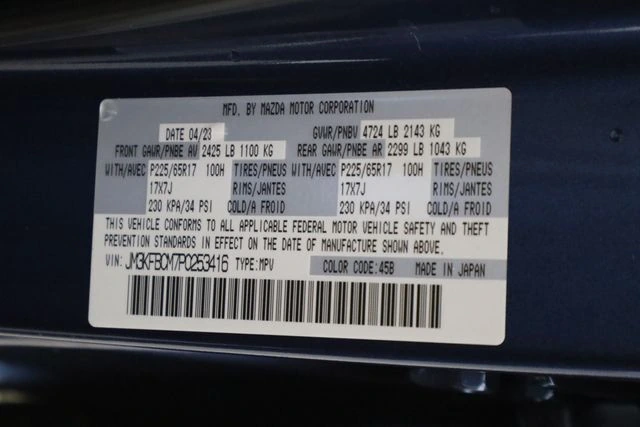 MFD. BY MAZDA MOTOR CORPORATION
DATE 04/23 GVWR/PNBV 4724 LB 2143 KG
FRONT GAWR/PNBE AV 2425 LB 1100 KG REAR GAWR/PNBE AR 2299 LB 1043 KG
WITH/AVEC P225/65R17 100H TIRES/PNEUS WITH/AVEC P225/65R17 100H TIRES/PNEUS
17X7J RIMS/JANTES 17X7J RIMS/JANTES
230 KPA/34 PSI COLD/A FROID 230 KPA/34 PSI COLD/A FROID
THIS VEHICLE CONFORMS TO ALL APPLICABLE FEDERAL MOTOR VEHICLE SAFETY AND THEFT
PREVENTION STANDARDS IN EFFECT ON THE DATE OF MANUFACTURE SHOWN ABOVE.
VIN: JM3KFBCM7P0253416 TYPE: MPV COLOR CODE: 45B MADE IN JAPAN